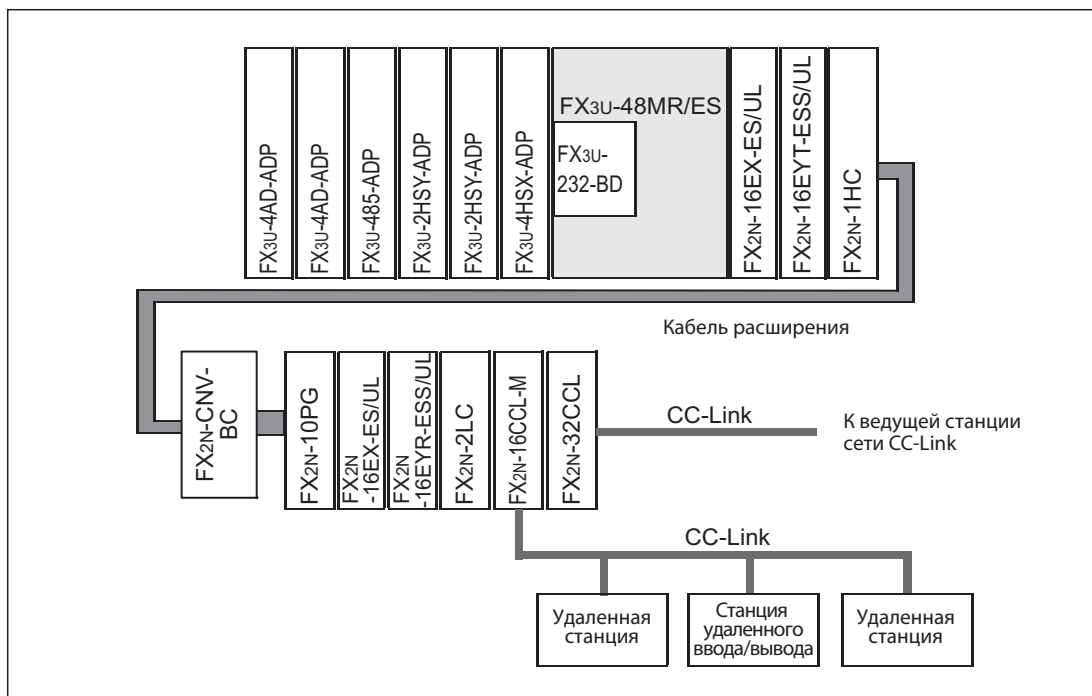 FX3U-4AD-ADP
FX3U-4AD-ADP
FX3U-485-ADP
FX3U-2HSY-ADP
FX3U-2HSY-ADP
FX3U-4HSX-ADP
FX3U-48MR/ES
FX3U-
232-BD
FX2N-16EX-ES/UL
FX2N-16EYT-ESS/UL
FX2N-1HC
Кабель расширения
FX2N-CNV-
BC
FX2N-10PG
FX2N
-16EX-ES/UL
FX2N
-16EYR-ESS/UL
FX2N-2LC
FX2N-16CCL-M
FX2N-32CCL
CC-Link
К ведущей станции
сети CC-Link
CC-Link
Удаленная
станция
Станция
удаленного
ввода/вывода
Удаленная
станция